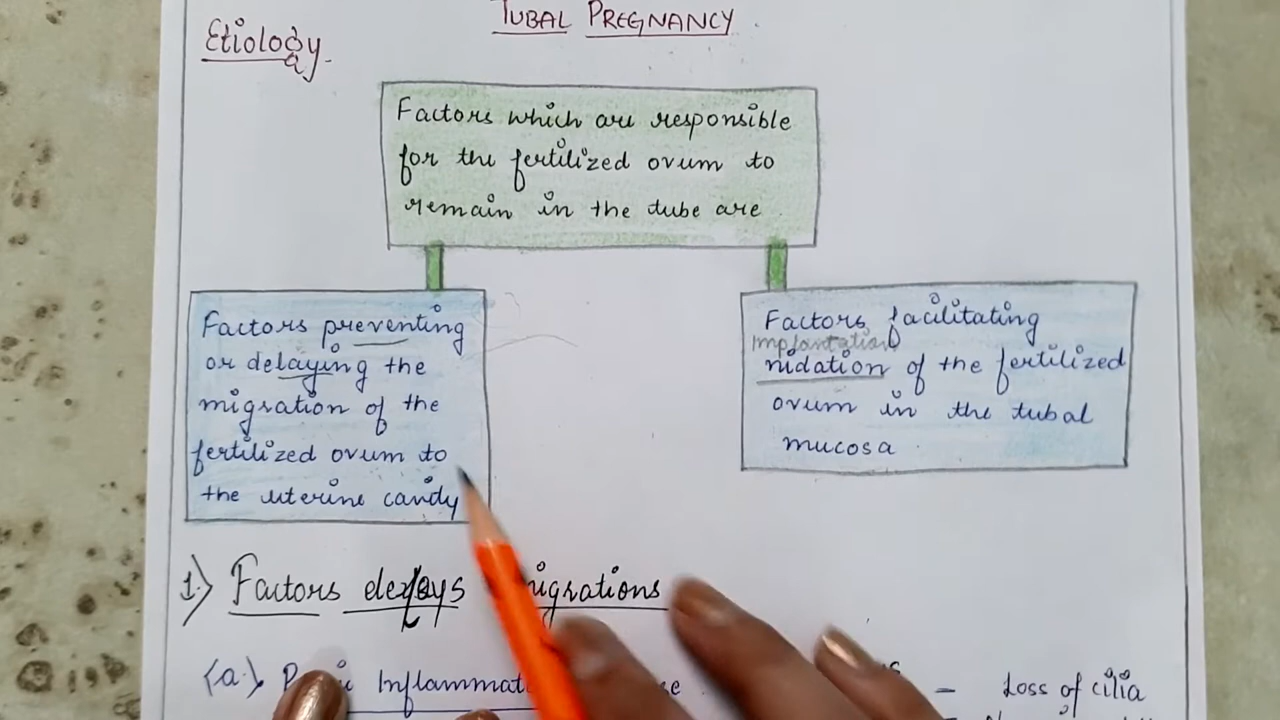 TUBAL PREGNANCY
Etiology.
Factors which are responsible
for the fertilized ovum to
remain in the tube are
Factors preventing
or delaying the
migration of the
fertilized ovum to
the uterine candy
Factors facilitating
Implantation
nidation of the fertilized
ovum in the tubal
mucosa.
1.) Factors delays migrations
(a.) Inflammat
- Loss of cilia